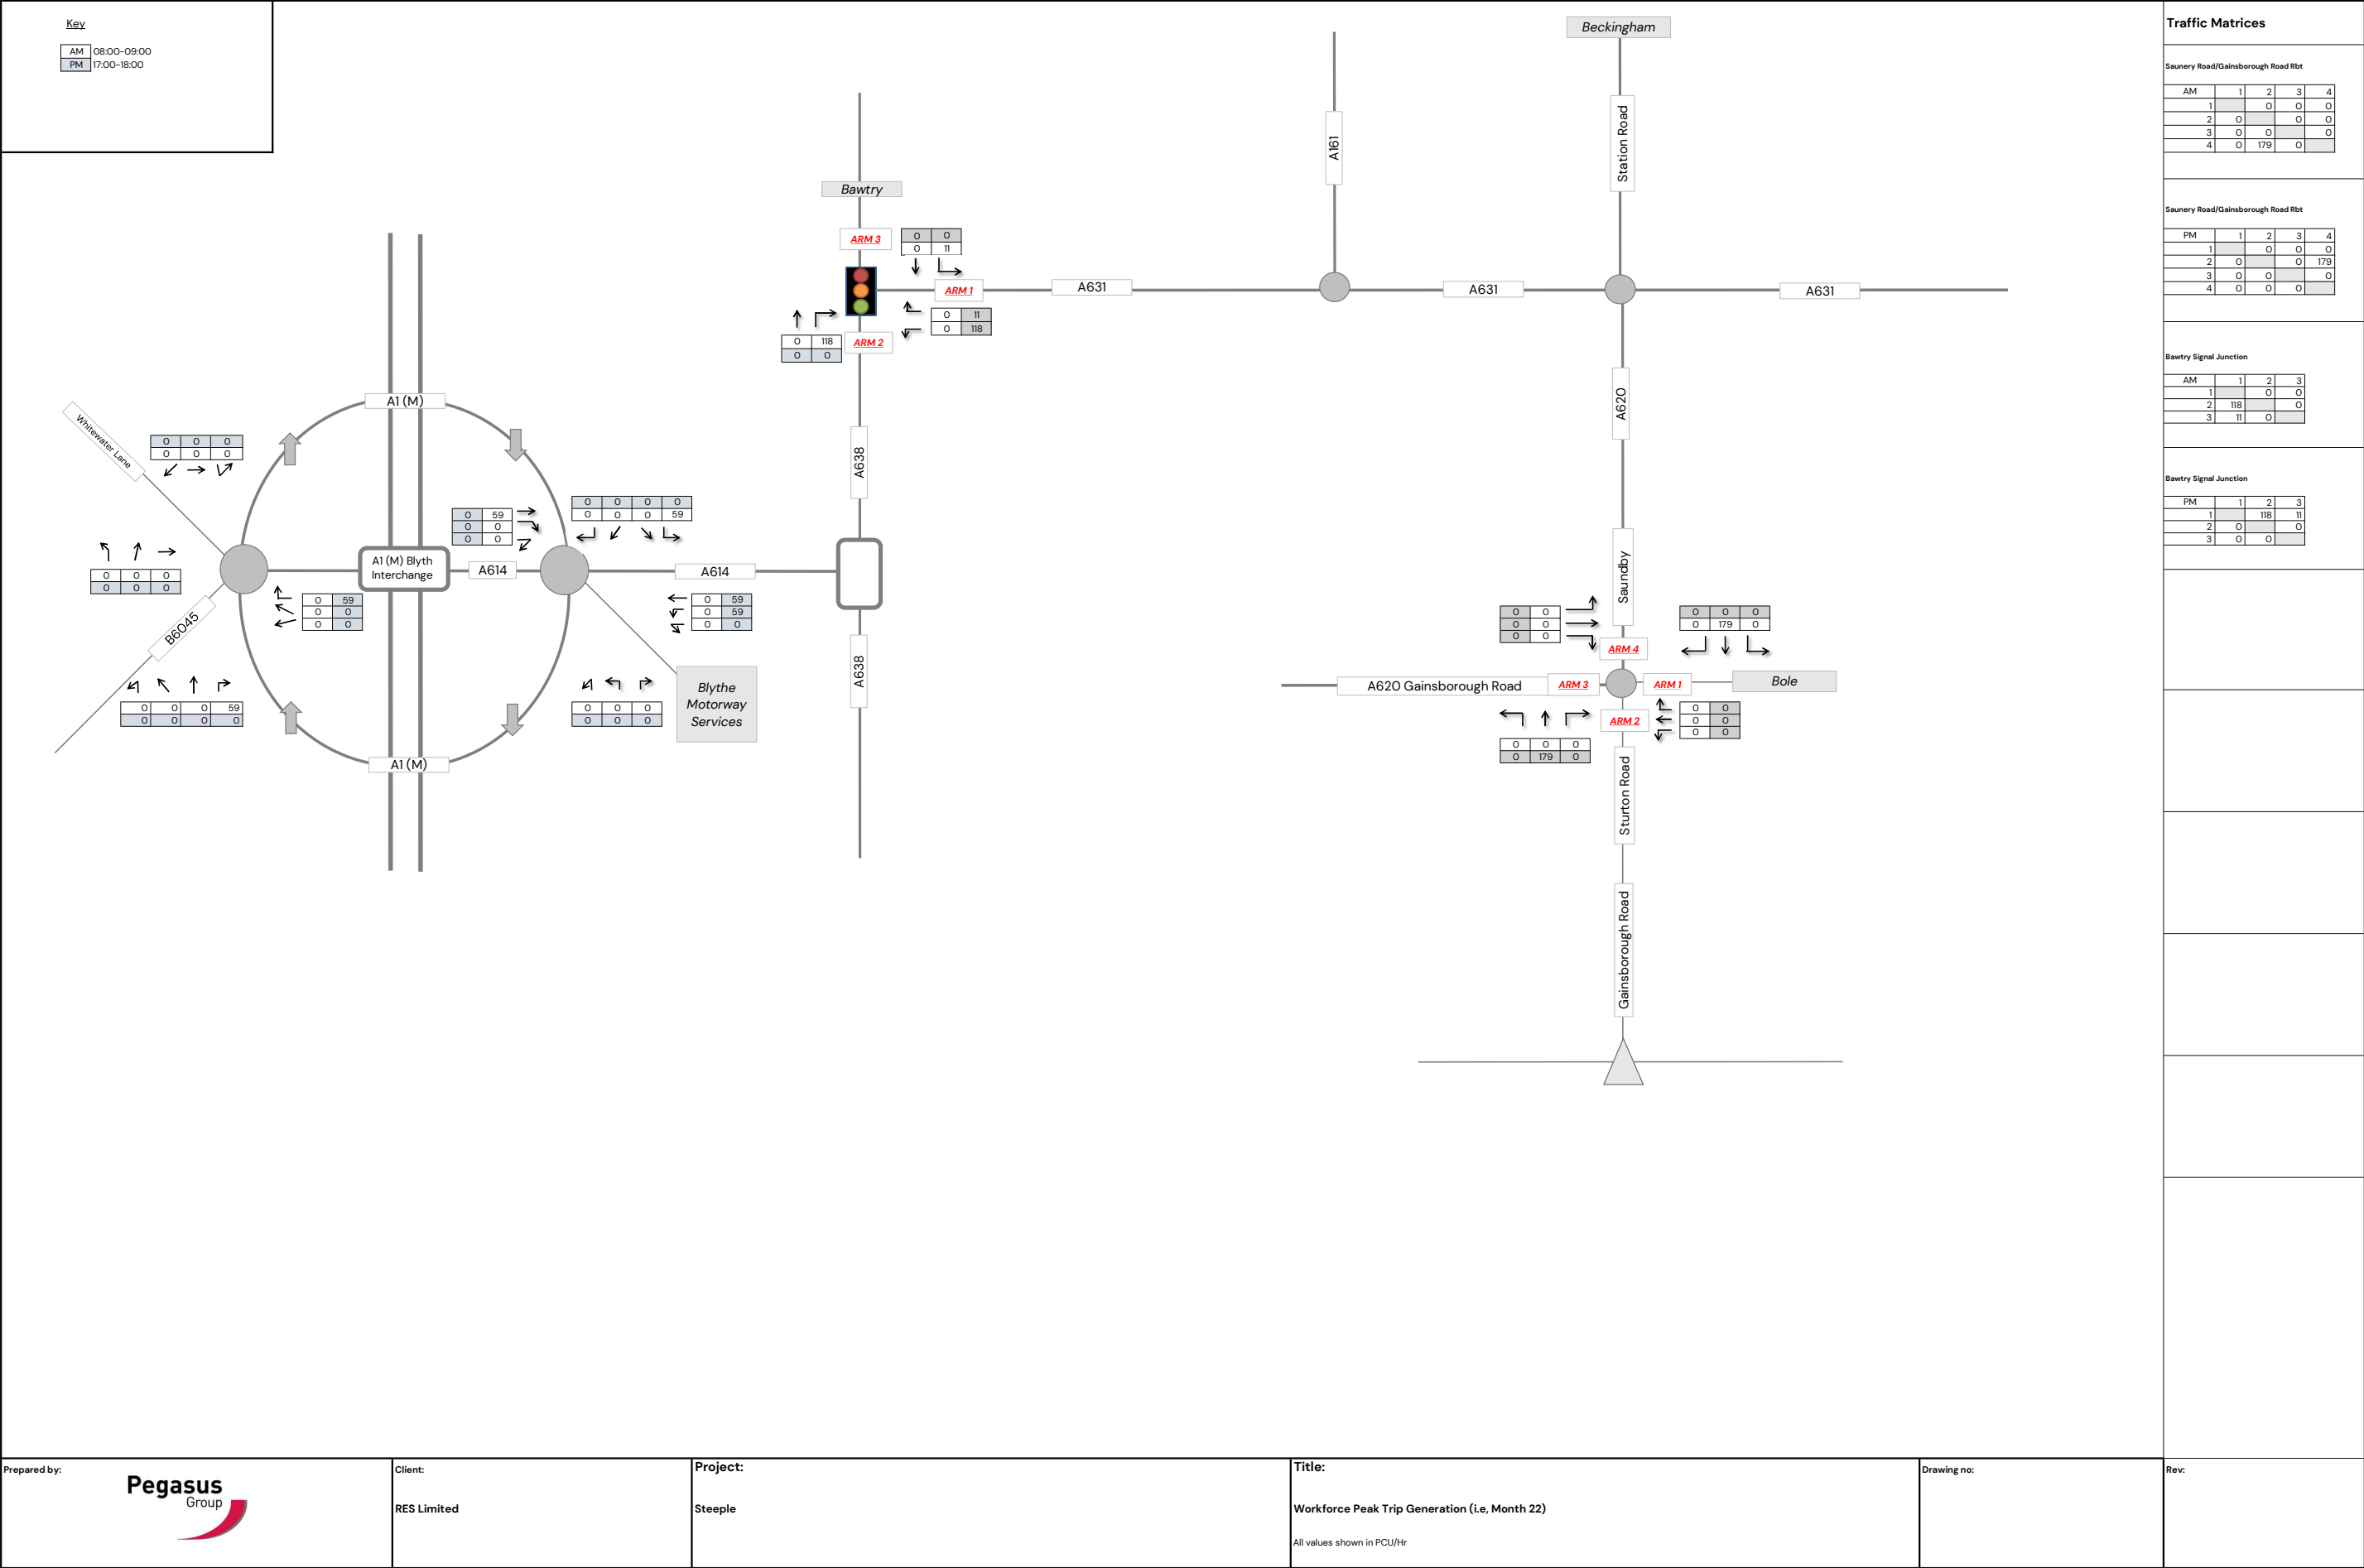 Key
AM 08:00-09:00
PM 17:00-18:00
Beckingham
Station Road
A161
Bawtry
ARM 3
0 0
0 11
A631
A631
A631
ARM 1
0 11
0 118
0 118
0 0
ARM 2
A1 (M)
Whitewater Lane
0 0 0
0 0 0
A638
A620
0 59
0 0
0 0
0 0 0 0
0 0 0 59
A1 (M) Blyth
Interchange
A614
A614
0 0 0
0 0 0
0 59
0 0
0 0
0 59
0 59
0 0
B6045
A638
0 0 0 59
0 0 0 0
0 0 0
0 0 0
Blythe
Motorway
Services
A1 (M)
Saundby
0 0
0 0
0 0
0 0 0
0 179 0
ARM 4
A620 Gainsborough Road
ARM 3
ARM 1
Bole
ARM 2
0 0
0 0
0 0
0 0 0
0 179 0
Sturton Road
Gainsborough Road
Traffic Matrices
Saunery Road/Gainsborough Road Rbt
AM 1 2 3 4
1 0 0 0
2 0 0 0
3 0 0 0
4 0 179 0
Saunery Road/Gainsborough Road Rbt
PM 1 2 3 4
1 0 0 0
2 0 0 179
3 0 0 0
4 0 0 0
Bawtry Signal Junction
AM 1 2 3
1 0 0
2 118 0
3 11 0
Bawtry Signal Junction
PM 1 2 3
1 118 11
2 0 0
3 0 0
Prepared by:
Pegasus
Group
Client:
RES Limited
Project:
Steeple
Title:
Workforce Peak Trip Generation (i.e, Month 22)
All values shown in PCU/Hr
Drawing no:
Rev: